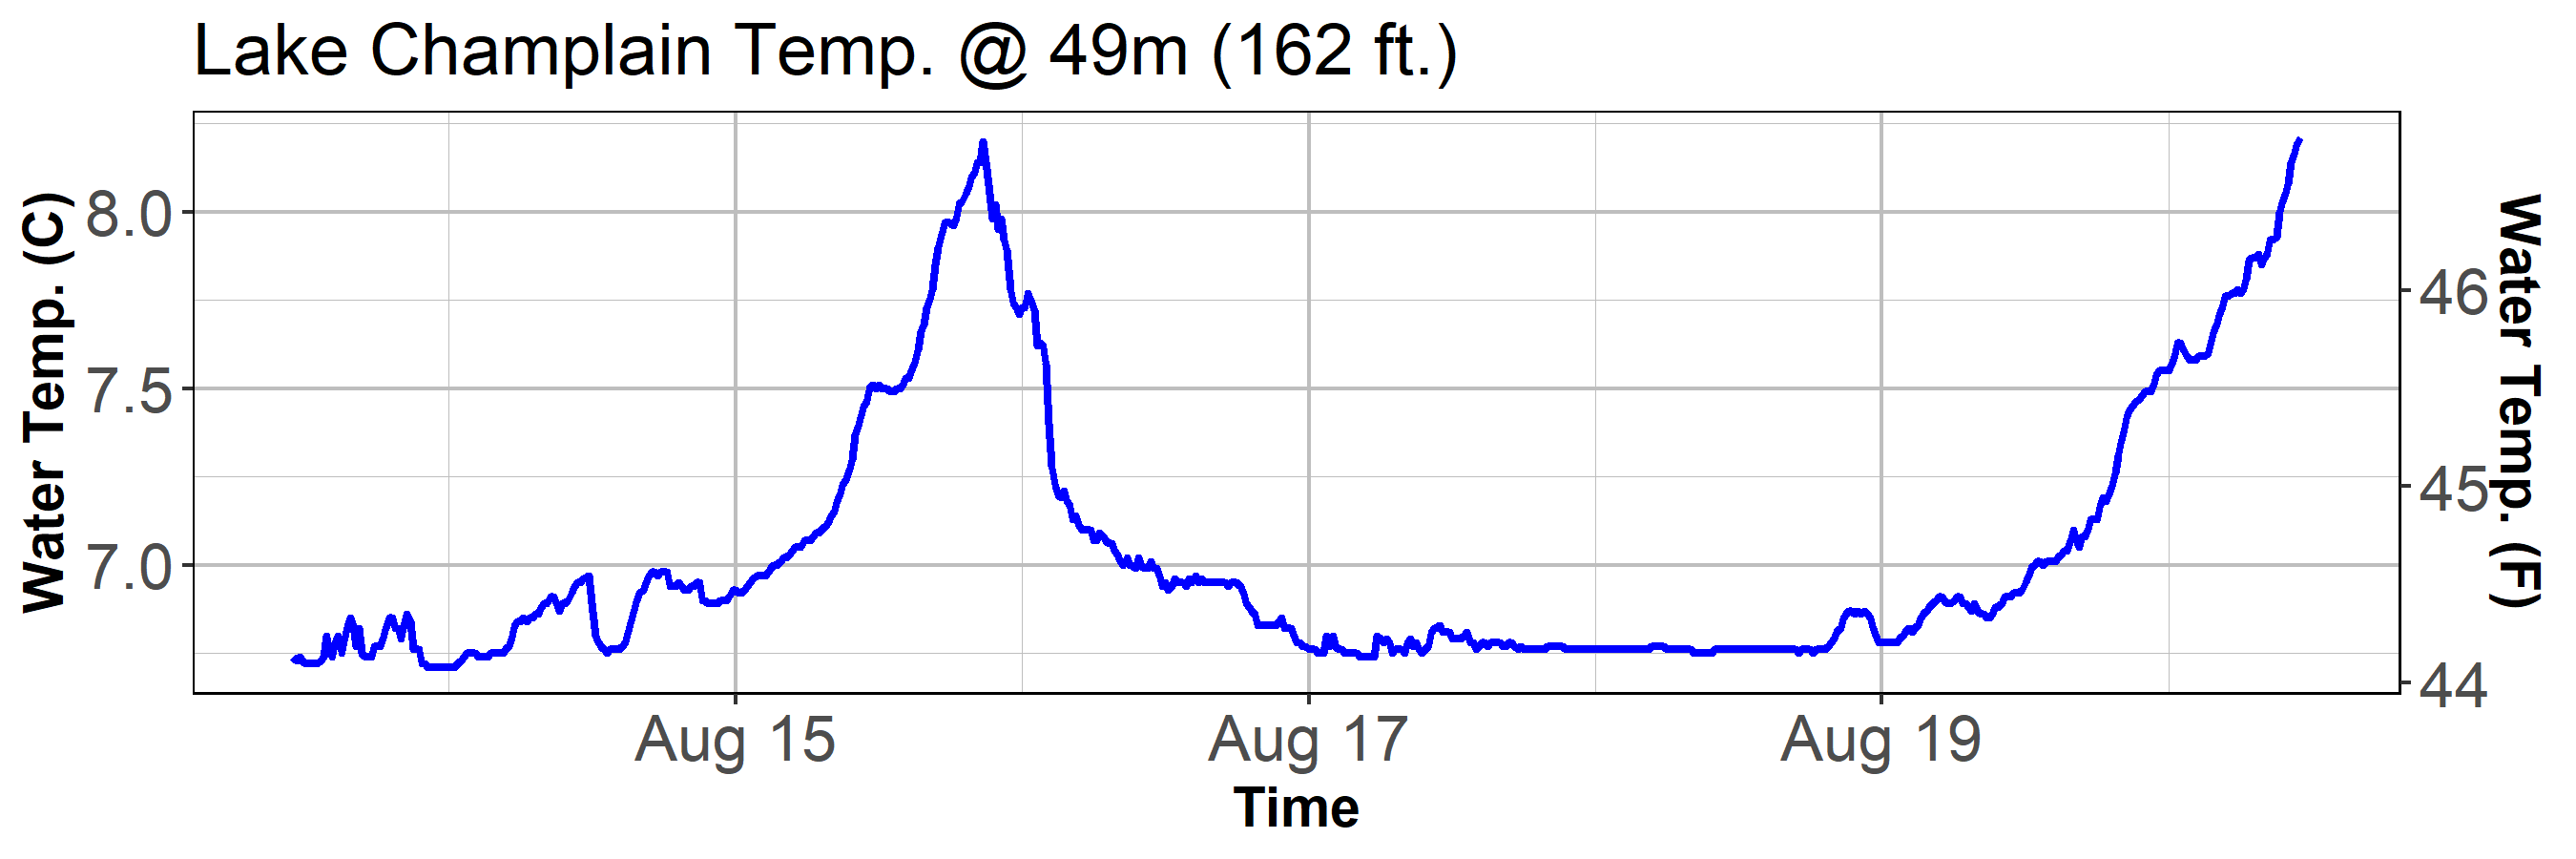 Lake Champlain Temp. @ 49m (162 ft.)
Water Temp. (C)
8.0
7.5
7.0
46
45
44
Water Temp. (F)
Aug 15
Aug 17
Aug 19
Time